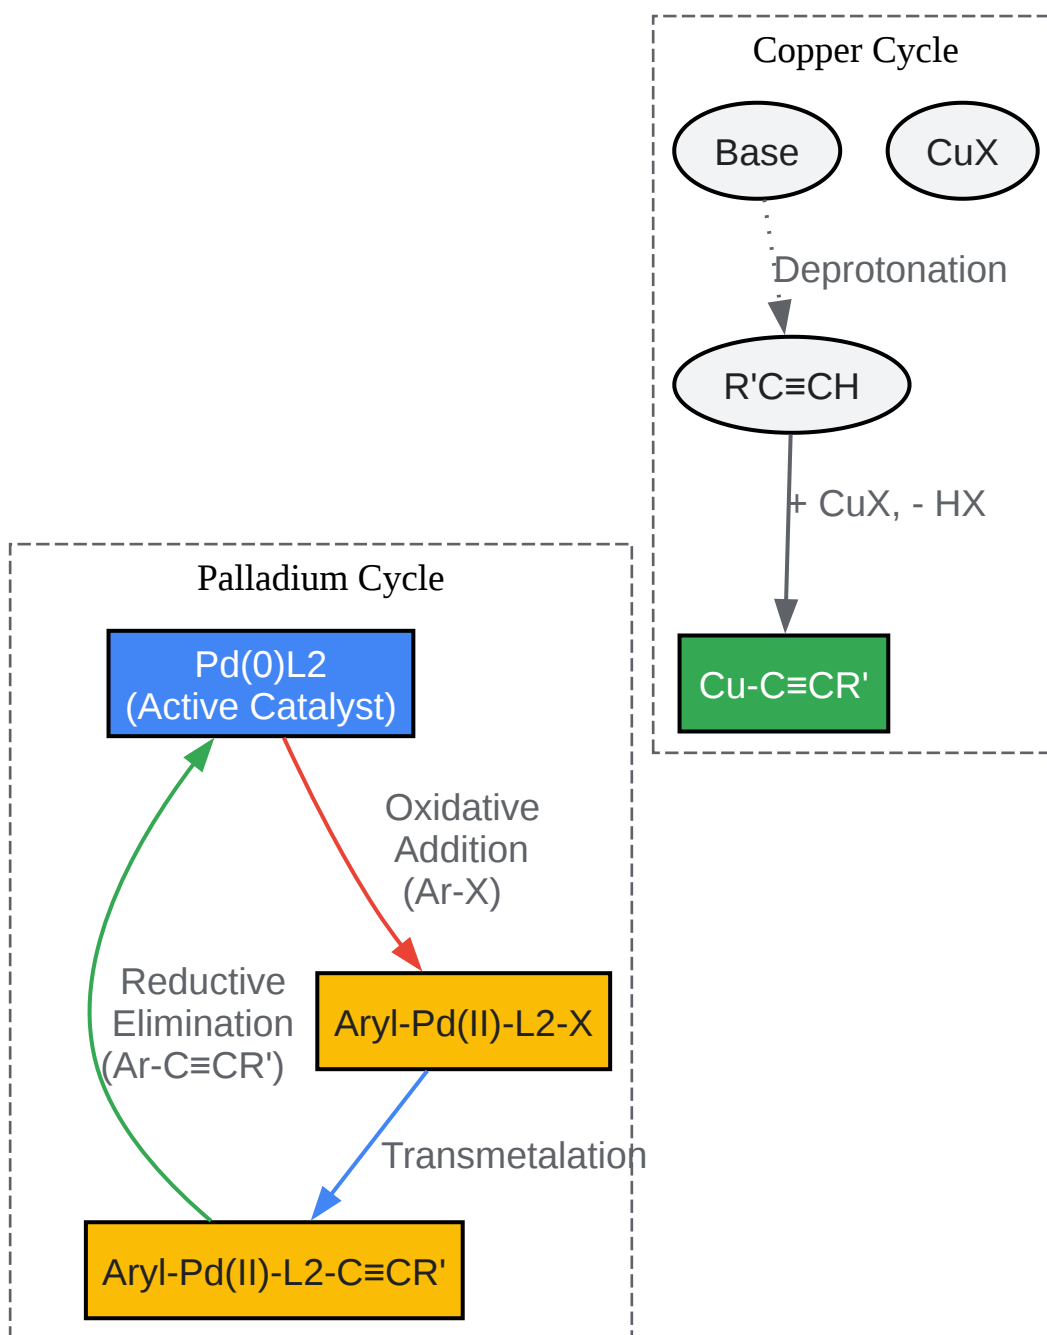 Copper Cycle
Base
CuX
Deprotonation
R'C≡CH
+ CuX, - HX
Cu-C≡CR'
Palladium Cycle
Pd(0)L2
(Active Catalyst)
Oxidative
Addition
(Ar-X)
Reductive
Elimination
(Ar-C≡CR')
Aryl-Pd(II)-L2-X
Transmetalation
Aryl-Pd(II)-L2-C≡CR'